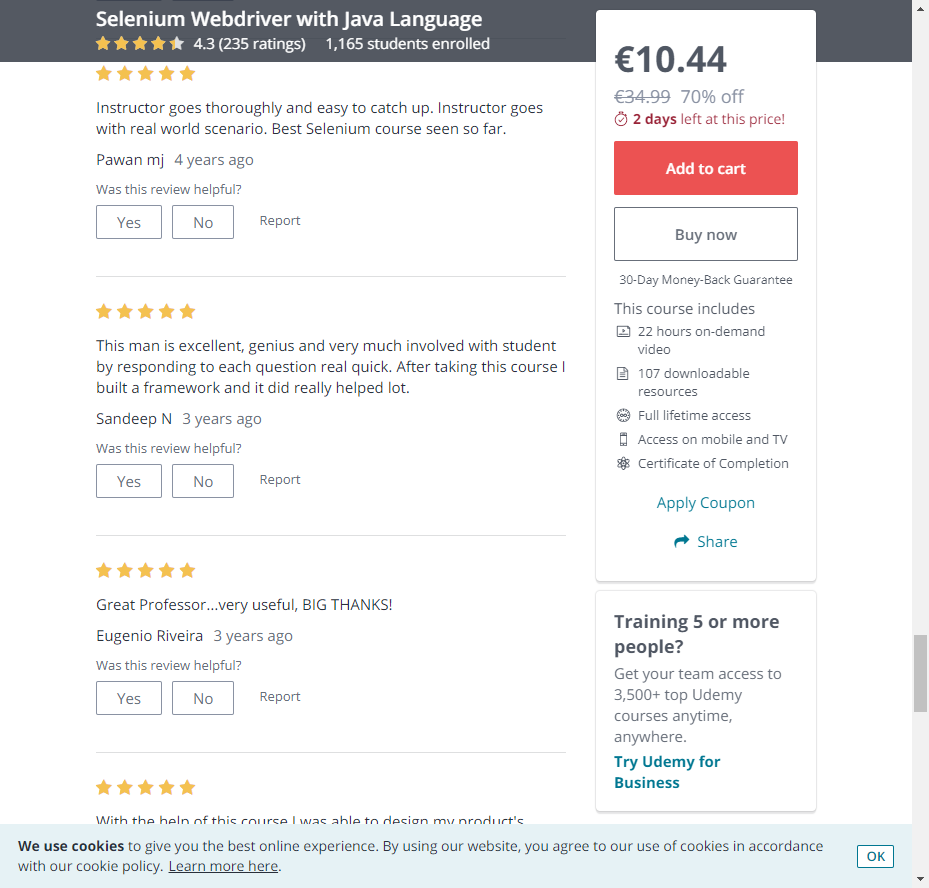 Selenium Webdriver with Java Language
4.3 (235 ratings) 1,165 students enrolled
Instructor goes thoroughly and easy to catch up. Instructor goes
with real world scenario. Best Selenium course seen so far.
Pawan mj 4 years ago
Was this review helpful?
Yes No Report
This man is excellent, genius and very much involved with student
by responding to each question real quick. After taking this course I
built a framework and it did really helped lot.
Sandeep N 3 years ago
Was this review helpful?
Yes No Report
Great Professor...very useful, BIG THANKS!
Eugenio Riveira 3 years ago
Was this review helpful?
Yes No Report
With the help of this course I was able to design my product's
€10.44
€34.99 70% off
2 days left at this price!
Add to cart
Buy now
30-Day Money-Back Guarantee
This course includes
22 hours on-demand
video
107 downloadable
resources
Full lifetime access
Access on mobile and TV
Certificate of Completion
Apply Coupon
Share
Training 5 or more
people?
Get your team access to
3,500+ top Udemy
courses anytime,
anywhere.
Try Udemy for
Business
We use cookies to give you the best online experience. By using our website, you agree to our use of cookies in accordance
with our cookie policy. Learn more here.
OK